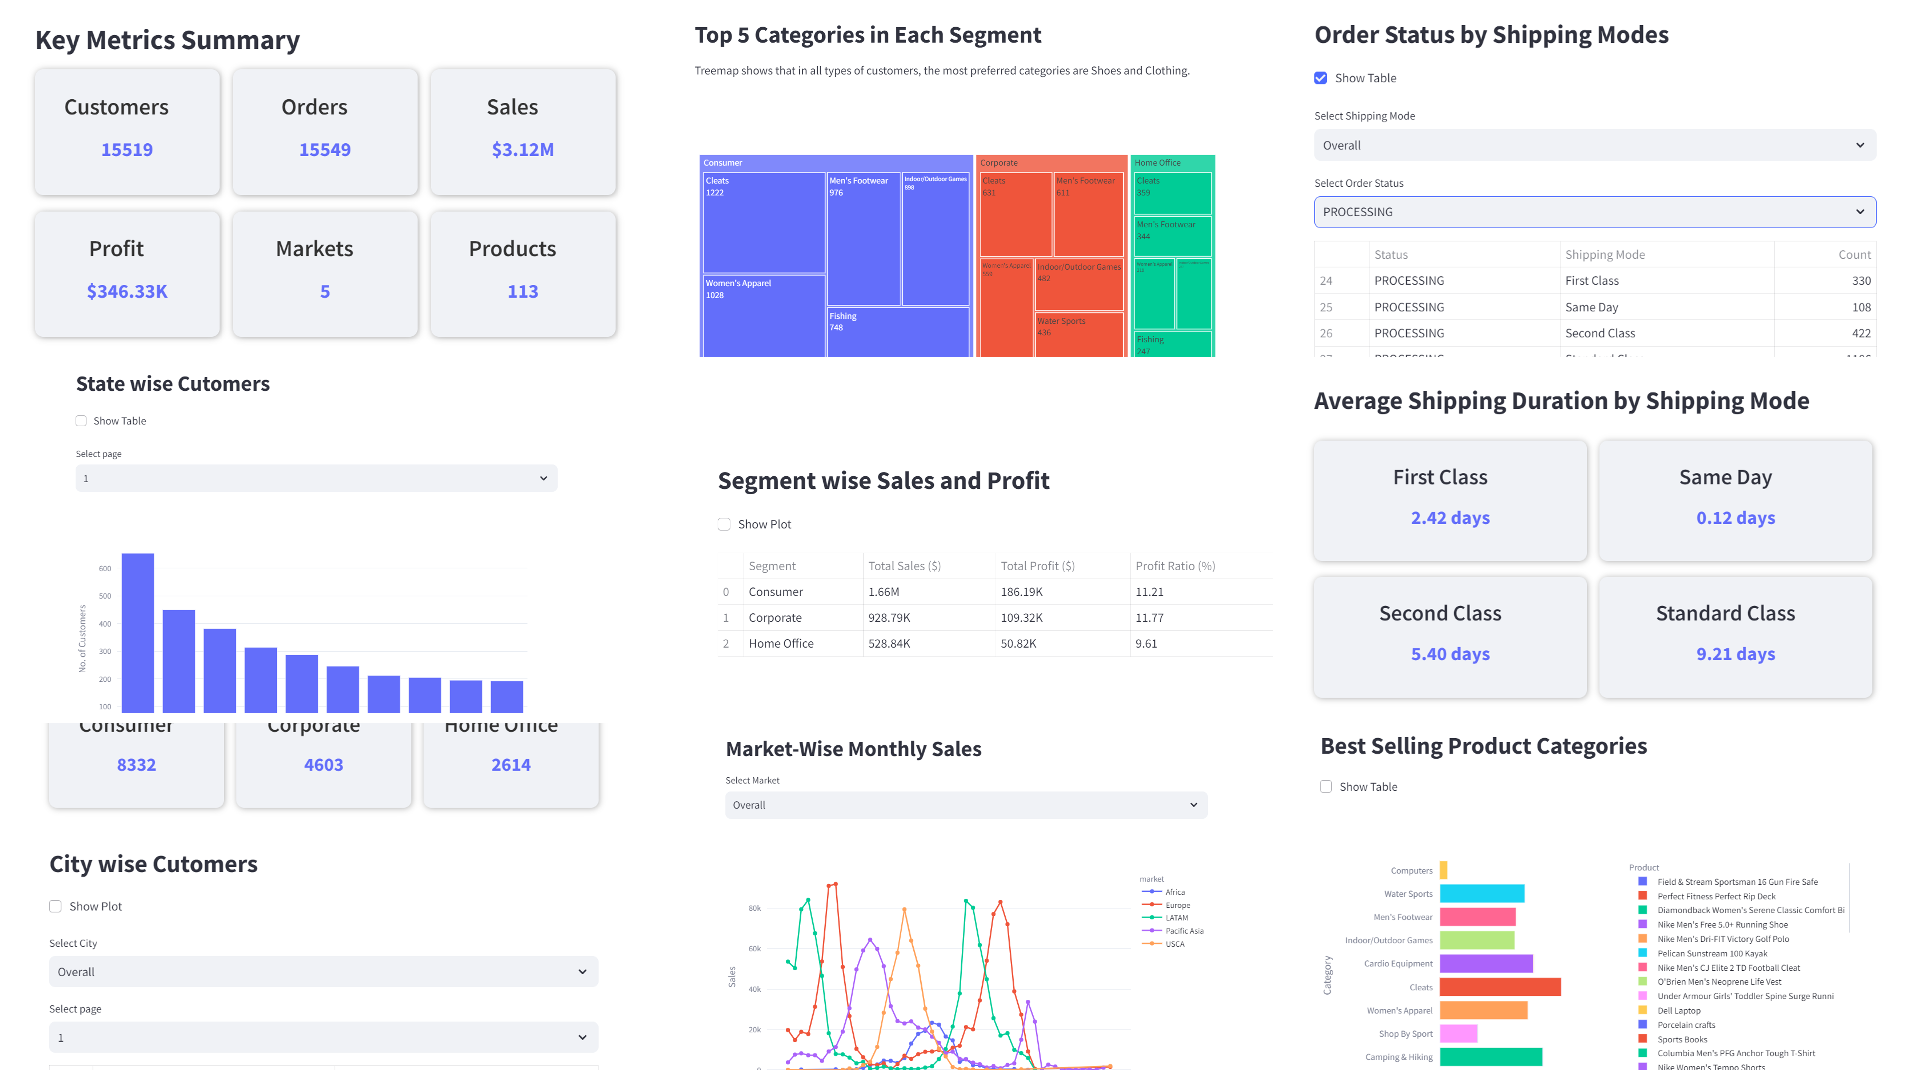 Key Metrics Summary
Customers
15519
Orders
15549
Sales
$3.12M
Profit
$346.33K
Markets
5
Products
113
State wise Cutomers
Show Table
Select page
1
No. of Customers
600
500
400
300
200
100
Consumer
8332
Corporate
4603
Home Office
2614
City wise Cutomers
Show Plot
Select City
Overall
Select page
1
Top 5 Categories in Each Segment
Treemap shows that in all types of customers, the most preferred categories are Shoes and Clothing.
Consumer
Cleats
1222
Men's Footwear
976
Indoor/Outdoor Games
898
Women's Apparel
1028
Fishing
748
Corporate
Cleats
631
Men's Footwear
611
Women's Apparel
Indoor/Outdoor Games
482
Water Sports
436
Home Office
Cleats
359
Men's Footwear
344
Women's Apparel
Fishing
247
Segment wise Sales and Profit
Show Plot
Segment Total Sales ($) Total Profit ($) Profit Ratio (%)
0 Consumer 1.66M 186.19K 11.21
1 Corporate 928.79K 109.32K 11.77
2 Home Office 528.84K 50.82K 9.61
Market-Wise Monthly Sales
Select Market
Overall
Sales
80k
60k
40k
20k
0
market
Africa
Europe
LATAM
Pacific Asia
USCA
Order Status by Shipping Modes
Show Table
Select Shipping Mode
Overall
Select Order Status
PROCESSING
Status Shipping Mode Count
24 PROCESSING First Class 330
25 PROCESSING Same Day 108
26 PROCESSING Second Class 422
Average Shipping Duration by Shipping Mode
First Class
2.42 days
Same Day
0.12 days
Second Class
5.40 days
Standard Class
9.21 days
Best Selling Product Categories
Show Table
Category
Computers
Water Sports
Men's Footwear
Indoor/Outdoor Games
Cardio Equipment
Cleats
Women's Apparel
Shop By Sport
Camping & Hiking
Product
Field & Stream Sportsman 16 Gun Fire Safe
Perfect Fitness Perfect Rip Deck
Diamondback Women's Serene Classic Comfort Bi
Nike Men's Free 5.0+ Running Shoe
Nike Men's Dri-FIT Victory Golf Polo
Pelican Sunstream 100 Kayak
Nike Men's CJ Elite 2 TD Football Cleat
O'Brien Men's Neoprene Life Vest
Under Armour Girls' Toddler Spine Surge Runni
Dell Laptop
Porcelain crafts
Sports Books
Columbia Men's PFG Anchor Tough T-Shirt
Nike Women's Tempo Shorts